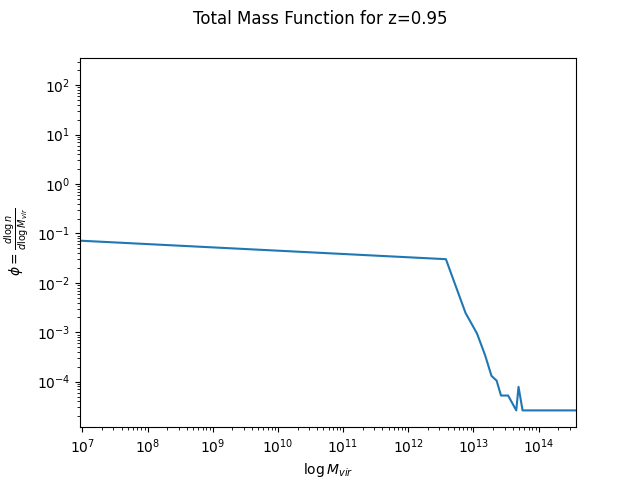 Total Mass Function for z=0.95
10²
10¹
10⁰
10⁻¹
10⁻²
10⁻³
10⁻⁴
ϕ = d log n / d log M_vir
10⁷ 10⁸ 10⁹ 10¹⁰ 10¹¹ 10¹² 10¹³ 10¹⁴
log M_vir